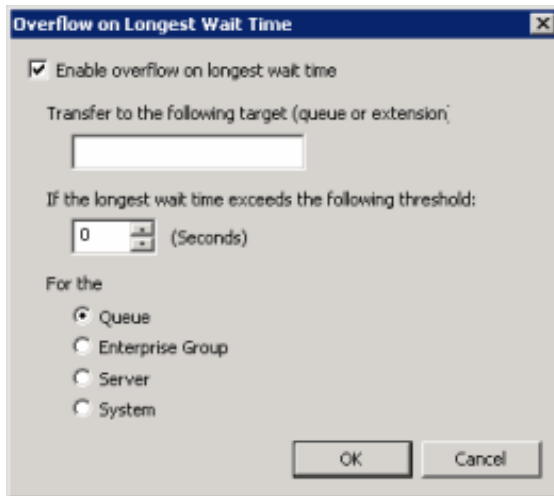 Overflow on Longest Wait Time
Enable overflow on longest wait time
Transfer to the following target (queue or extension)
If the longest wait time exceeds the following threshold:
0 (Seconds)
For the
Queue
Enterprise Group
Server
System
OK Cancel